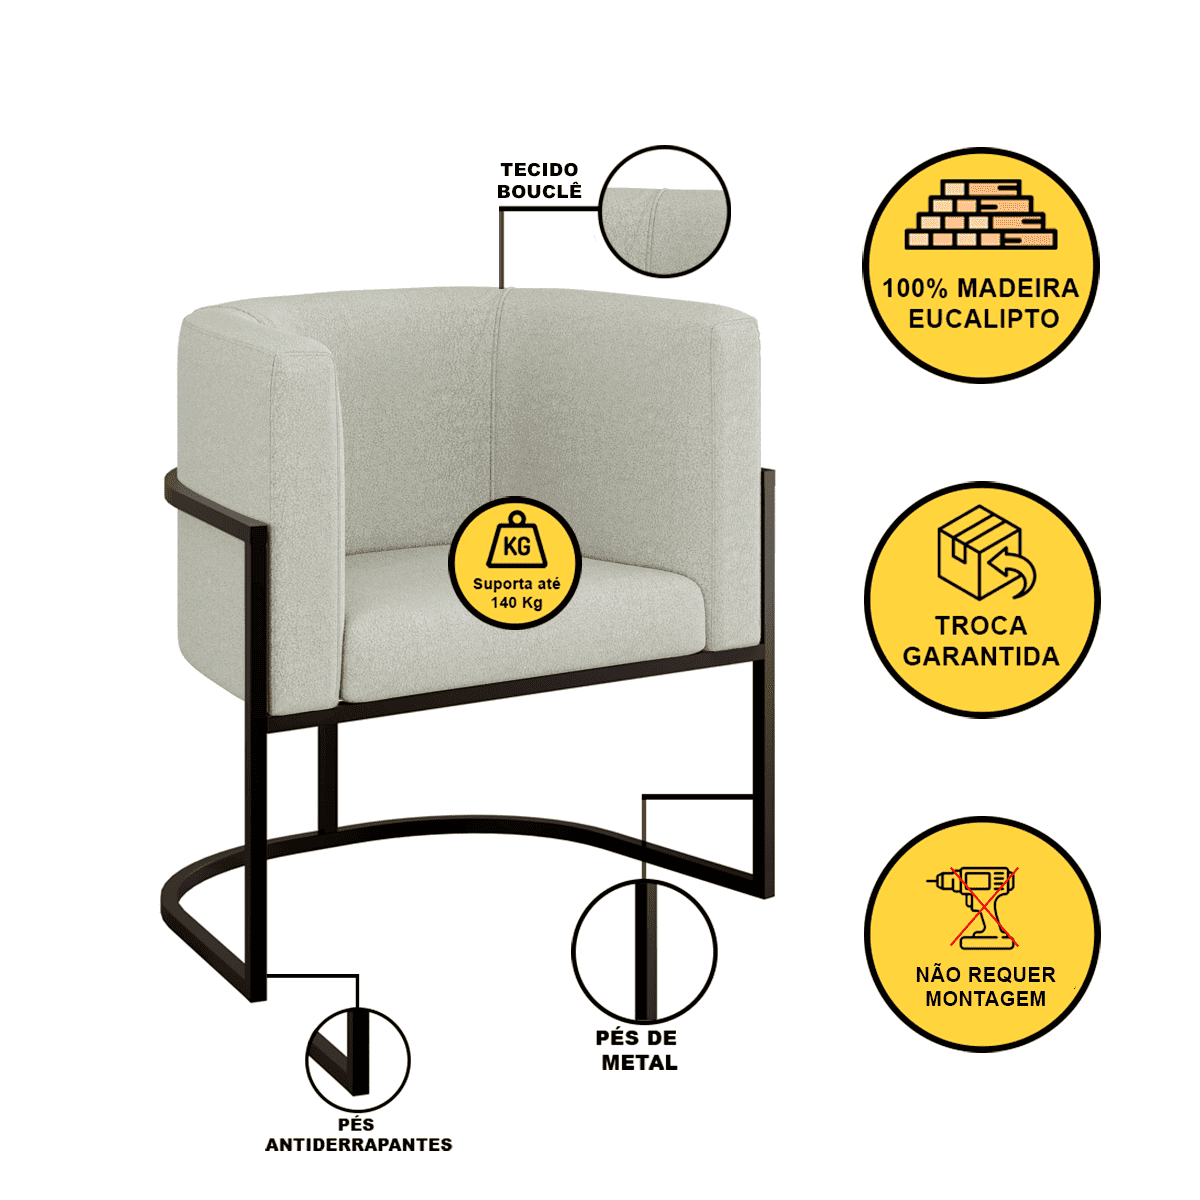 TECIDO
BOUCLÊ
100% MADEIRA
EUCALIPTO
KG
Suporta até
140 Kg
TROCA
GARANTIDA
NÃO REQUER
MONTAGEM
PÉS DE
METAL
PÉS
ANTIDERRAPANTES